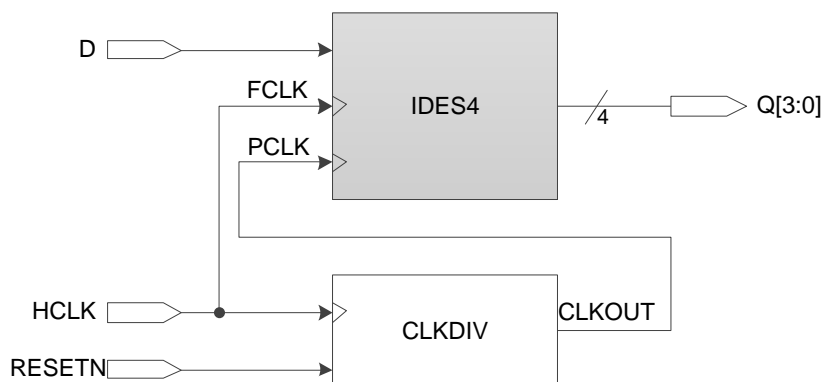 D
FCLK
IDES4
Q[3:0]
4
PCLK
HCLK
CLKOUT
CLKDIV
RESETN